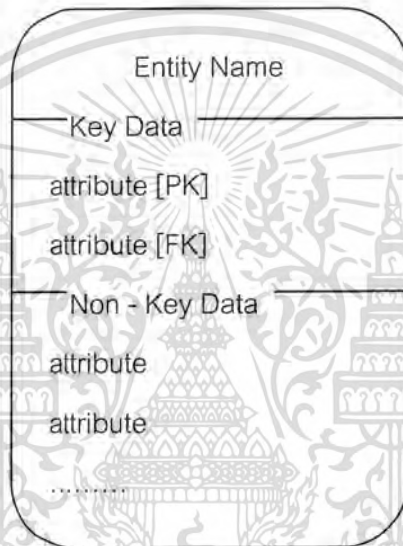 Entity Name
Key Data
attribute [PK]
attribute [FK]
Non - Key Data
attribute
attribute
.........